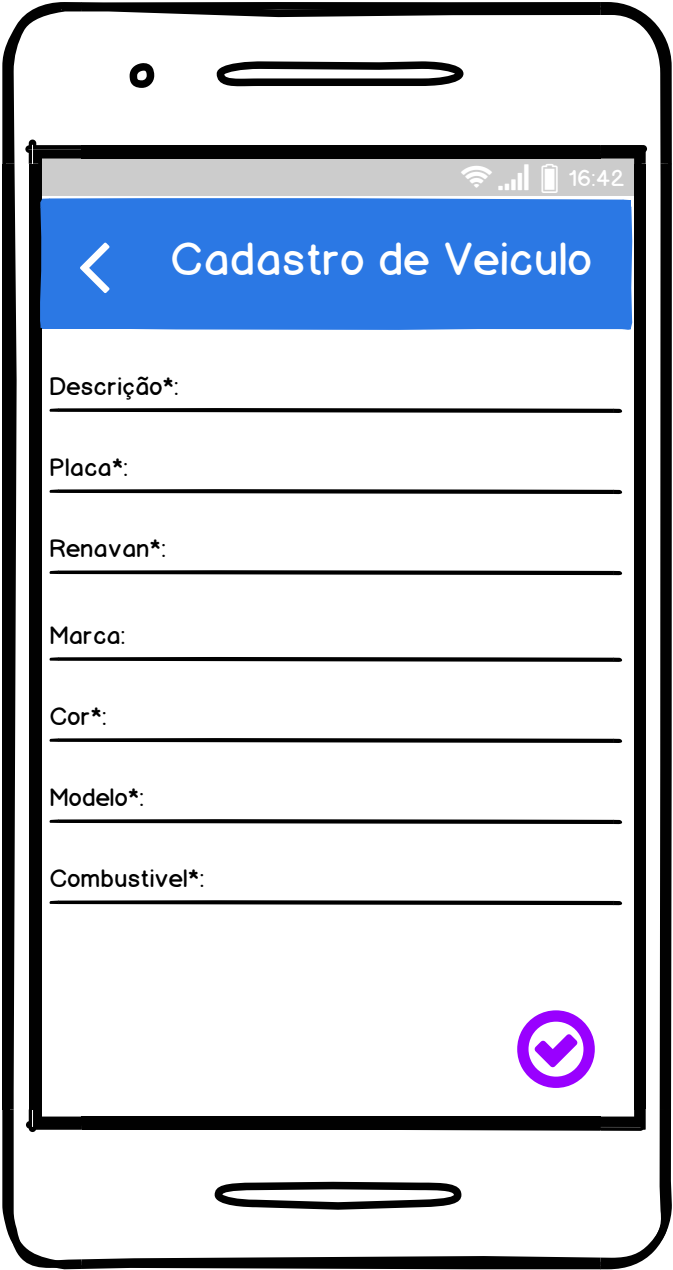 16:42
Cadastro de Veiculo
Descrição*:
Placa*:
Renavan*:
Marca:
Cor*:
Modelo*:
Combustivel*: